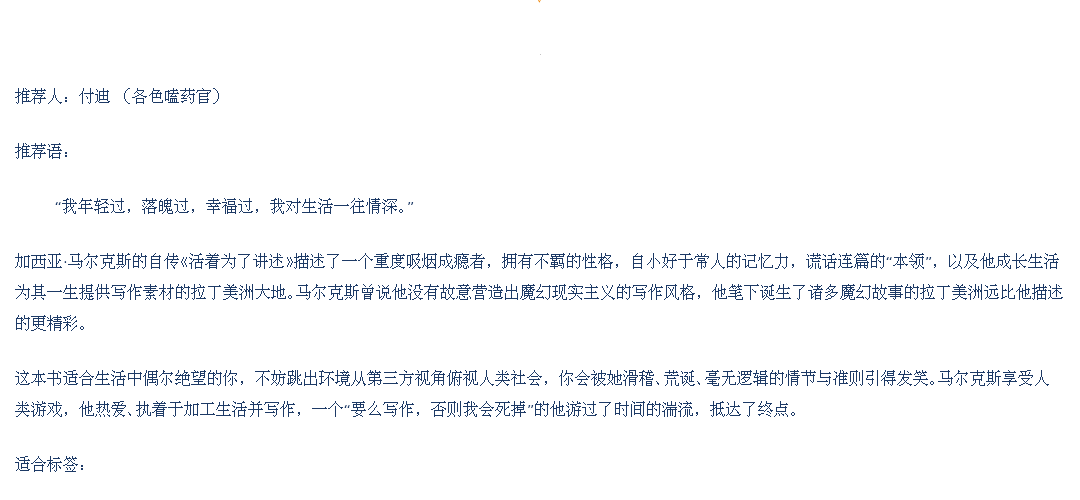 推荐人：付迪 （各色嗑药官）
推荐语：
“我年轻过，落魄过，幸福过，我对生活一往情深。”
加西亚·马尔克斯的自传《活着为了讲述》描述了一个重度吸烟成瘾者，拥有不羁的性格，自小好于常人的记忆力，谎话连篇的“本领”，以及他成长生活
为其一生提供写作素材的拉丁美洲大地。马尔克斯曾说他没有故意营造出魔幻现实主义的写作风格，他笔下诞生了诸多魔幻故事的拉丁美洲远比他描述
的更精彩。
这本书适合生活中偶尔绝望的你，不妨跳出环境从第三方视角俯视人类社会，你会被她滑稽、荒诞、毫无逻辑的情节与准则引得发笑。马尔克斯享受人
类游戏，他热爱、执着于加工生活并写作，一个“要么写作，否则我会死掉”的他游过了时间的湍流，抵达了终点。
适合标签：